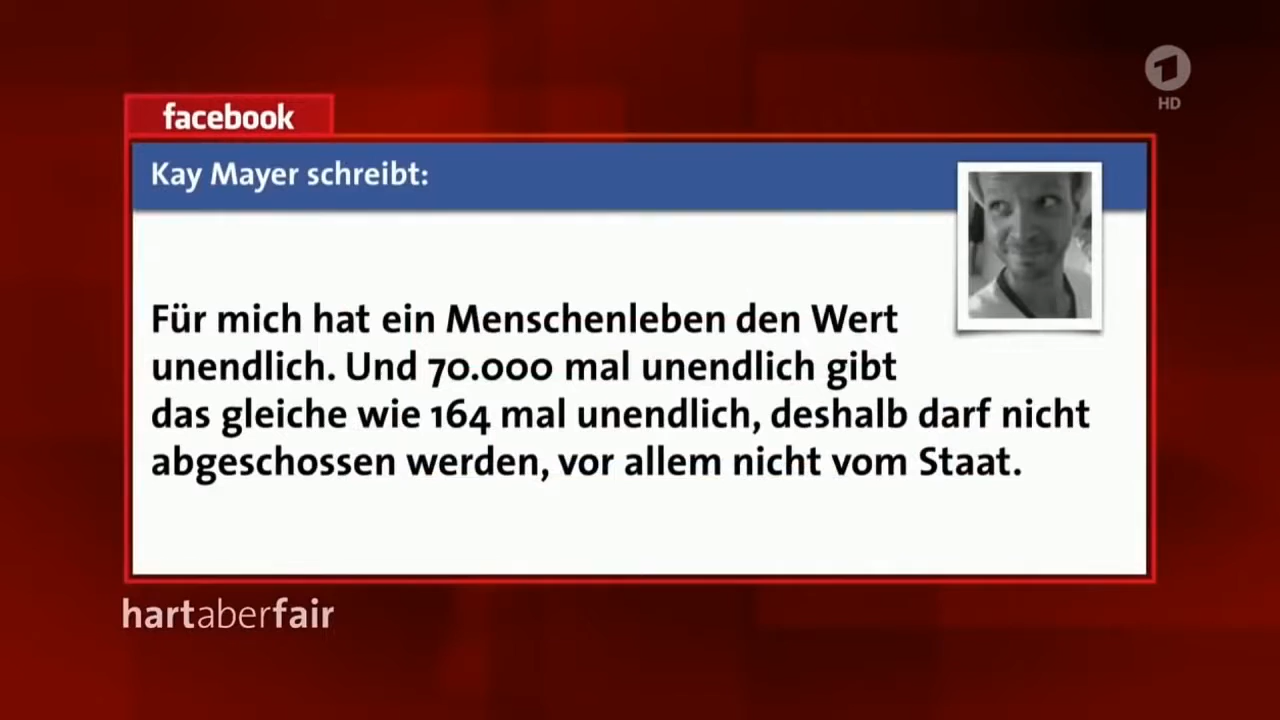 HD
facebook
Kay Mayer schreibt:
Für mich hat ein Menschenleben den Wert
unendlich. Und 70.000 mal unendlich gibt
das gleiche wie 164 mal unendlich, deshalb darf nicht
abgeschossen werden, vor allem nicht vom Staat.
hartaberfair